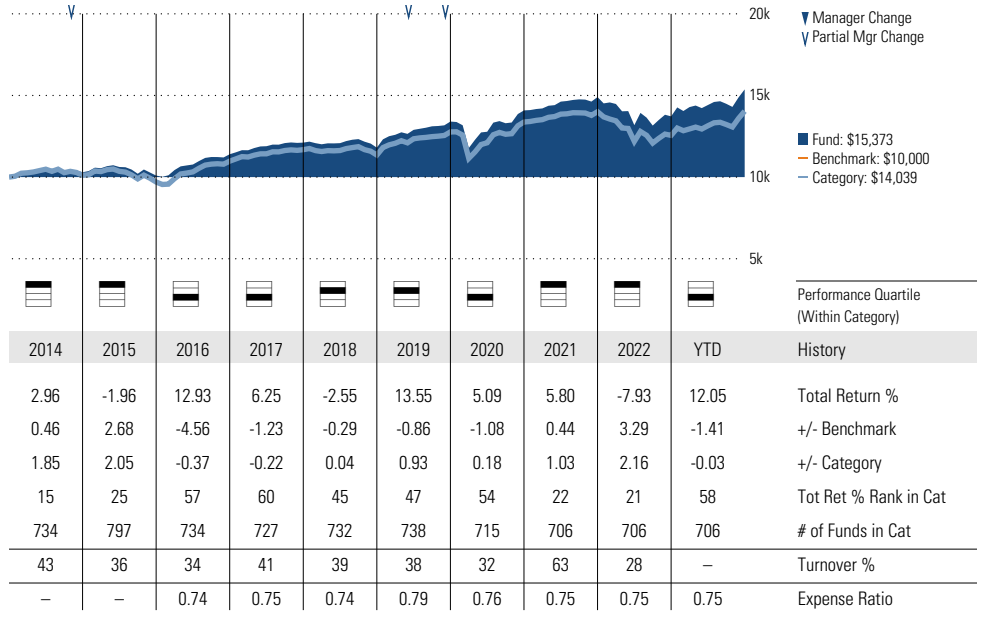 20k
Manager Change
Partial Mgr Change
15k
Fund: $15,373
Benchmark: $10,000
Category: $14,039
10k
5k
Performance Quartile
(Within Category)
2014 2015 2016 2017 2018 2019 2020 2021 2022 YTD History
2.96 -1.96 12.93 6.25 -2.55 13.55 5.09 5.80 -7.93 12.05 Total Return %
0.46 2.68 -4.56 -1.23 -0.29 -0.86 -1.08 0.44 3.29 -1.41 +/- Benchmark
1.85 2.05 -0.37 -0.22 0.04 0.93 0.18 1.03 2.16 -0.03 +/- Category
15 25 57 60 45 47 54 22 21 58 Tot Ret % Rank in Cat
734 797 734 727 732 738 715 706 706 706 # of Funds in Cat
43 36 34 41 39 38 32 63 28 – Turnover %
– – 0.74 0.75 0.74 0.79 0.76 0.75 0.75 0.75 Expense Ratio